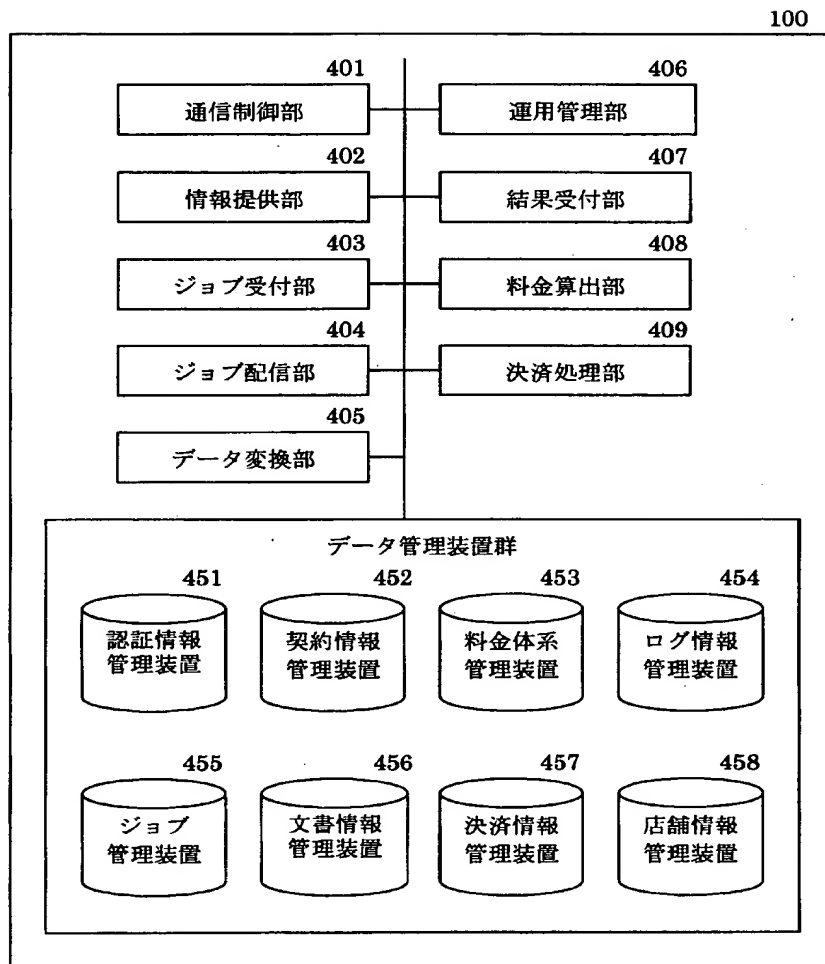 100
401
通信制御部
406
運用管理部
402
情報提供部
407
結果受付部
403
ジョブ受付部
408
料金算出部
404
ジョブ配信部
409
決済処理部
405
データ変換部
データ管理装置群
451
認証情報
管理装置
452
契約情報
管理装置
453
料金体系
管理装置
454
ログ情報
管理装置
455
ジョブ
管理装置
456
文書情報
管理装置
457
決済情報
管理装置
458
店舗情報
管理装置